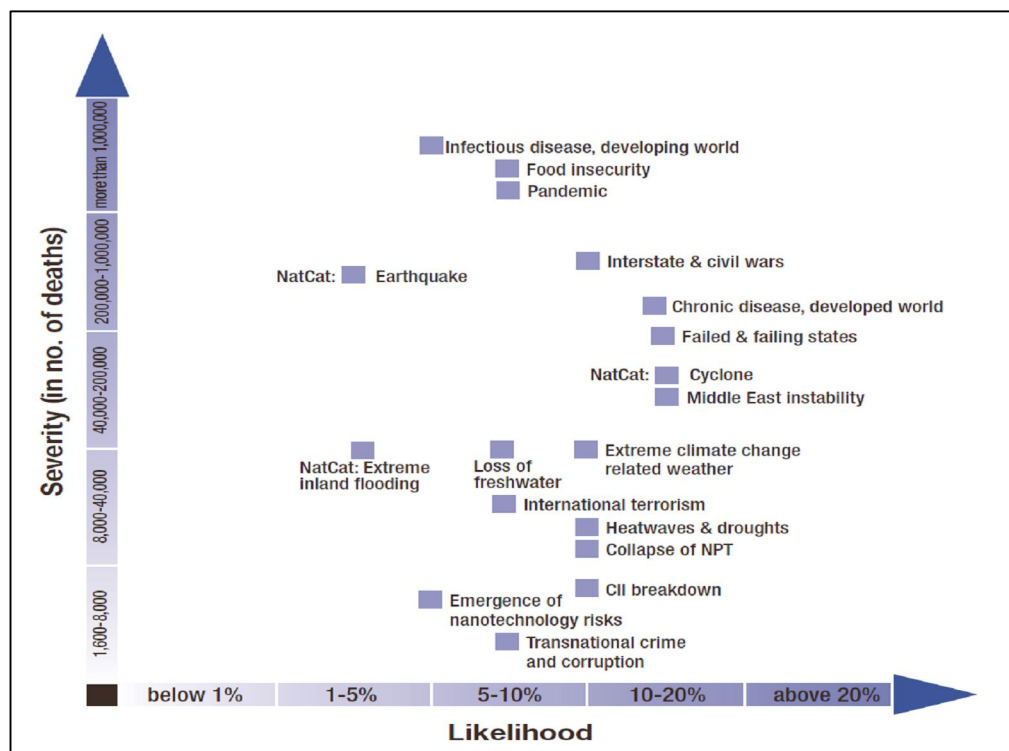 more than 1,000,000
Infectious disease, developing world
Food insecurity
Pandemic
200,000-1,000,000
Interstate & civil wars
NatCat: Earthquake
Chronic disease, developed world
Failed & failing states
40,000-200,000
NatCat: Cyclone
Middle East instability
Severity (in no. of deaths)
NatCat: Extreme
inland flooding
Loss of
freshwater
Extreme climate change
related weather
8,000-40,000
International terrorism
Heatwaves & droughts
Collapse of NPT
1,600-8,000
CII breakdown
Emergence of
nanotechnology risks
Transnational crime
and corruption
below 1% 1-5% 5-10% 10-20% above 20%
Likelihood